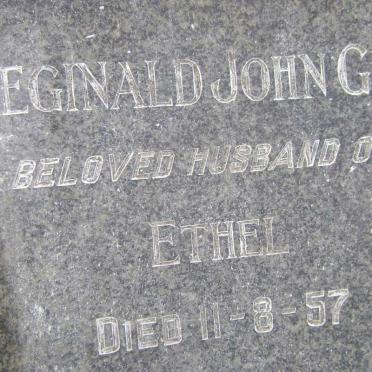 EGINALD JOHN G
BELOVED HUSBAND O
ETHEL
DIED 11-8-57